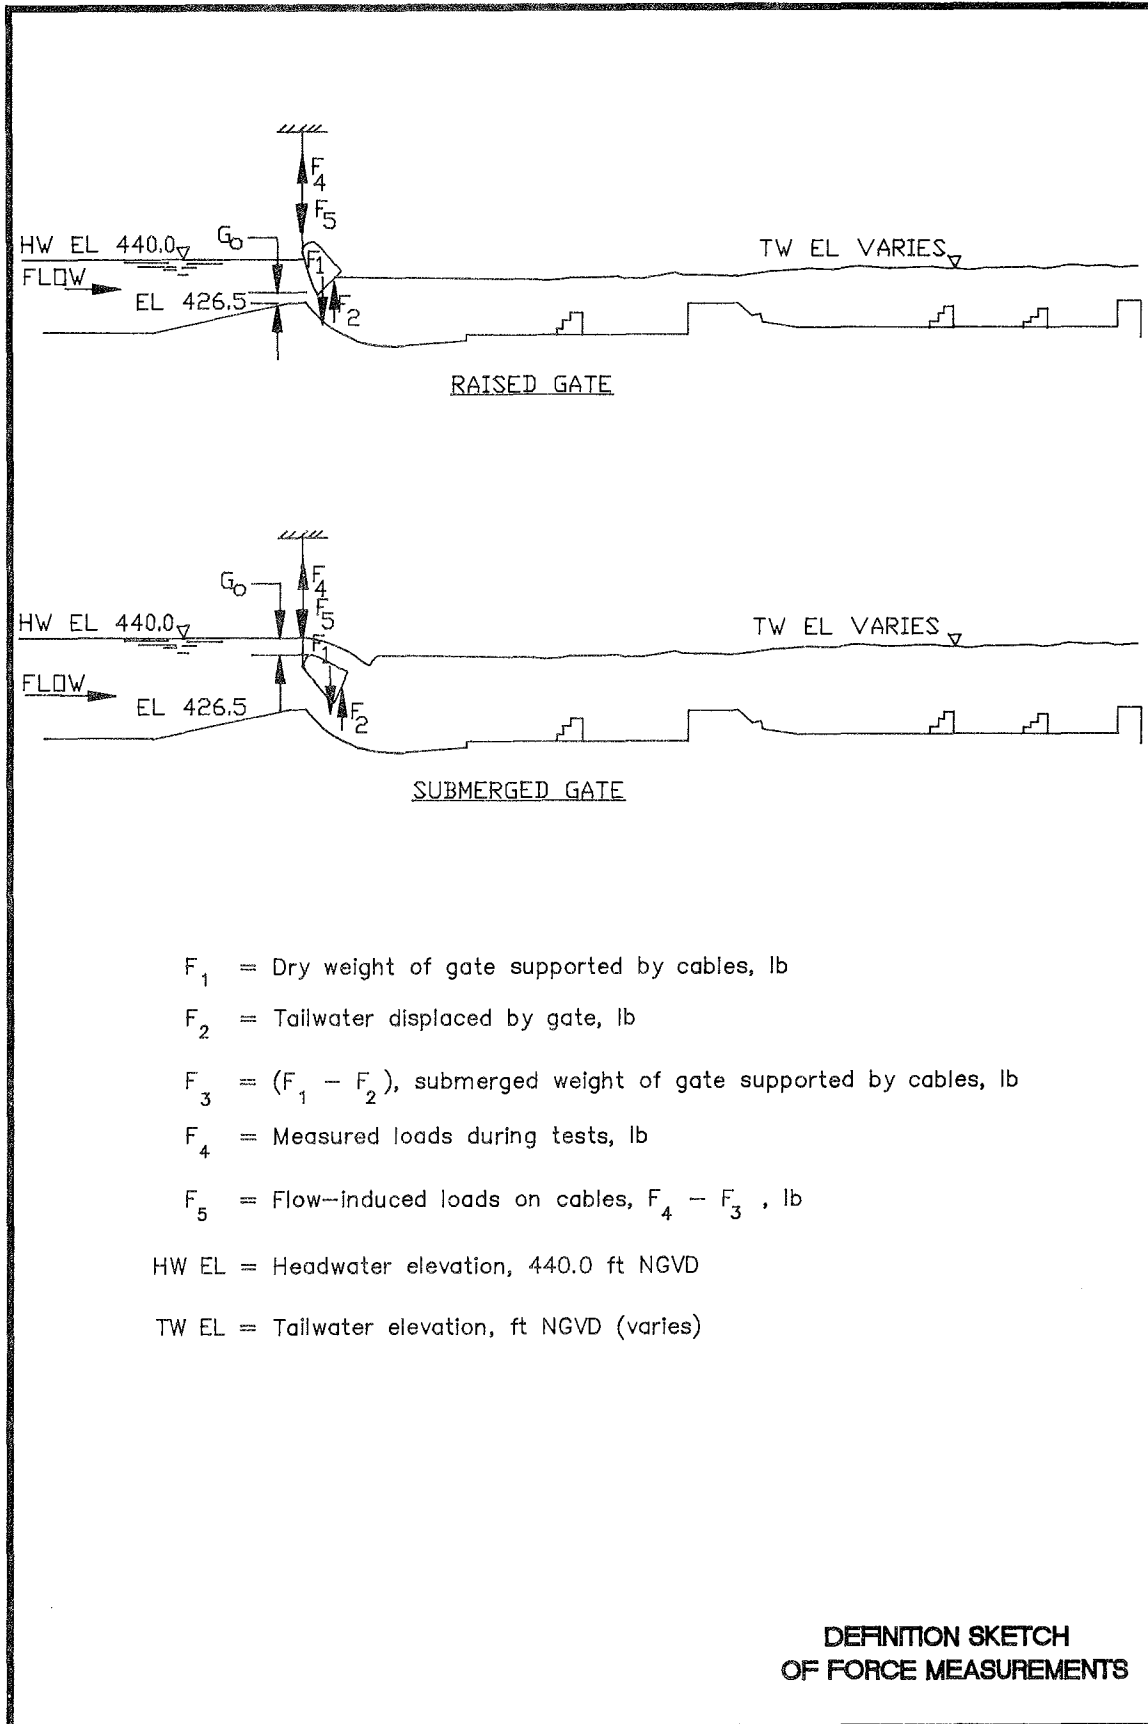 F4
F5
G0
HW EL 440.0
TW EL VARIES
F1
FLOW
EL 426.5
F2
RAISED GATE
G0
F4
F5
HW EL 440.0
TW EL VARIES
F1
FLOW
EL 426.5
F2
SUBMERGED GATE
F1 = Dry weight of gate supported by cables, lb
F2 = Tailwater displaced by gate, lb
F3 = (F1 − F2), submerged weight of gate supported by cables, lb
F4 = Measured loads during tests, lb
F5 = Flow−induced loads on cables, F4 − F3 , lb
HW EL = Headwater elevation, 440.0 ft NGVD
TW EL = Tailwater elevation, ft NGVD (varies)
DEFINITION SKETCH
OF FORCE MEASUREMENTS